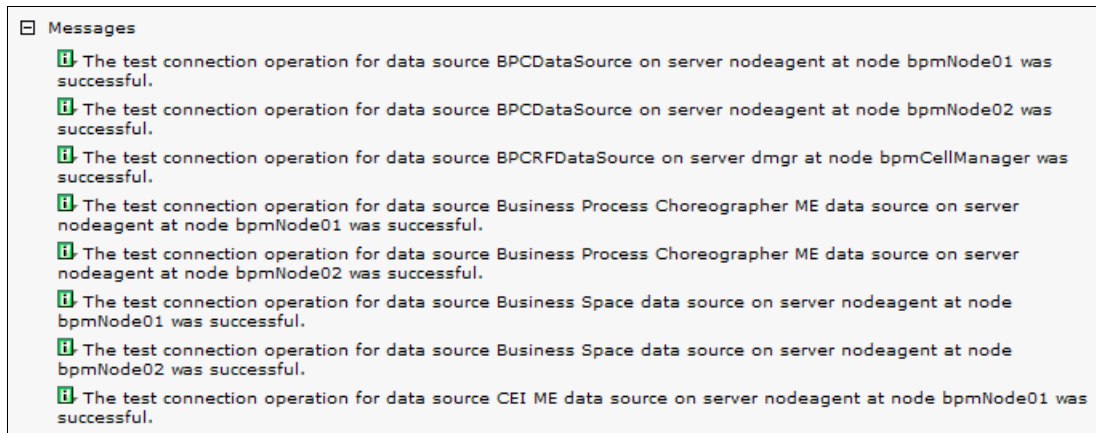 Messages
The test connection operation for data source BPCDataSource on server nodeagent at node bpmNode01 was
successful.
The test connection operation for data source BPCDataSource on server nodeagent at node bpmNode02 was
successful.
The test connection operation for data source BPCRFDataSource on server dmgr at node bpmCellManager was
successful.
The test connection operation for data source Business Process Choreographer ME data source on server
nodeagent at node bpmNode01 was successful.
The test connection operation for data source Business Process Choreographer ME data source on server
nodeagent at node bpmNode02 was successful.
The test connection operation for data source Business Space data source on server nodeagent at node
bpmNode01 was successful.
The test connection operation for data source Business Space data source on server nodeagent at node
bpmNode02 was successful.
The test connection operation for data source CEI ME data source on server nodeagent at node bpmNode01 was
successful.